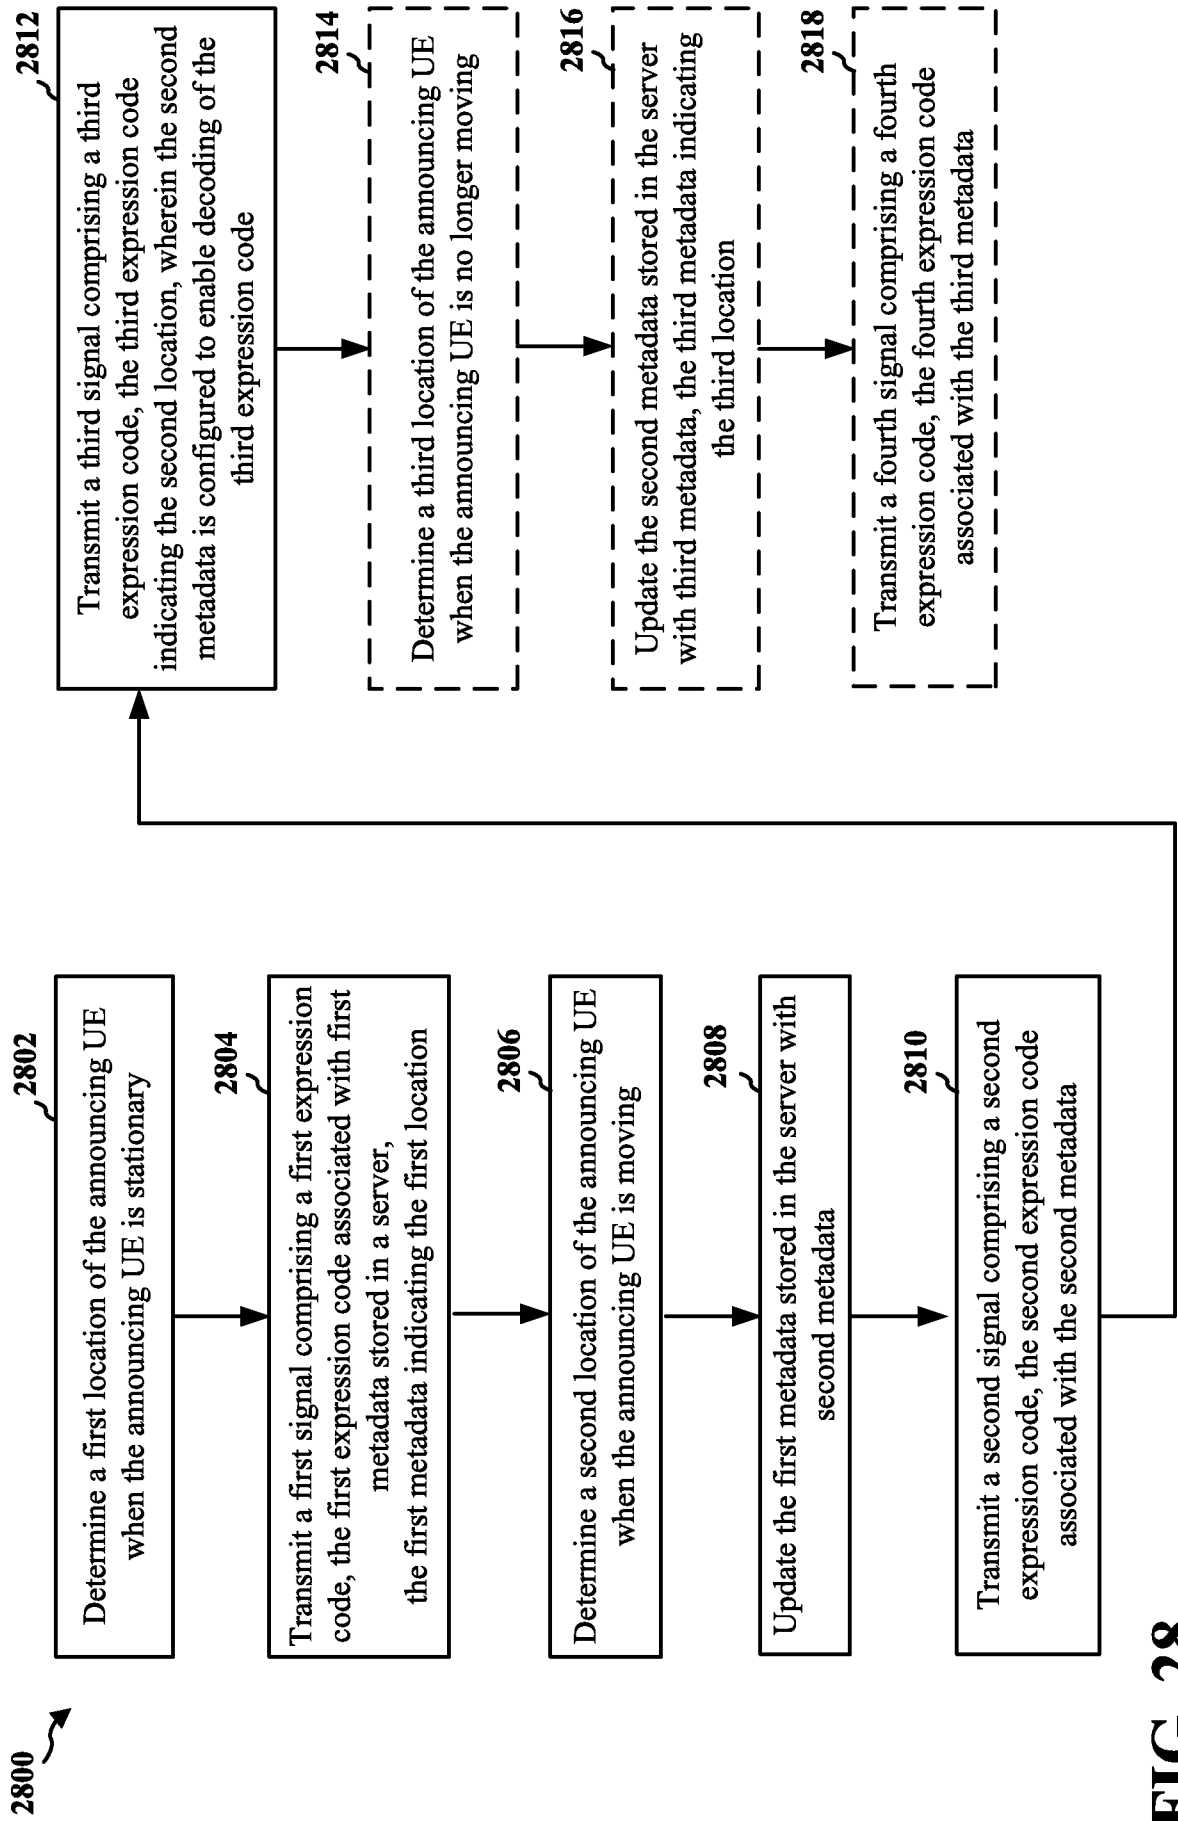 2800
2802
Determine a first location of the announcing UE
when the announcing UE is stationary
2804
Transmit a first signal comprising a first expression
code, the first expression code associated with first
metadata stored in a server,
the first metadata indicating the first location
2806
Determine a second location of the announcing UE
when the announcing UE is moving
2808
Update the first metadata stored in the server with
second metadata
2810
Transmit a second signal comprising a second
expression code, the second expression code
associated with the second metadata
2812
Transmit a third signal comprising a third
expression code, the third expression code
indicating the second location, wherein the second
metadata is configured to enable decoding of the
third expression code
2814
Determine a third location of the announcing UE
when the announcing UE is no longer moving
2816
Update the second metadata stored in the server
with third metadata, the third metadata indicating
the third location
2818
Transmit a fourth signal comprising a fourth
expression code, the fourth expression code
associated with the third metadata
FIG. 28